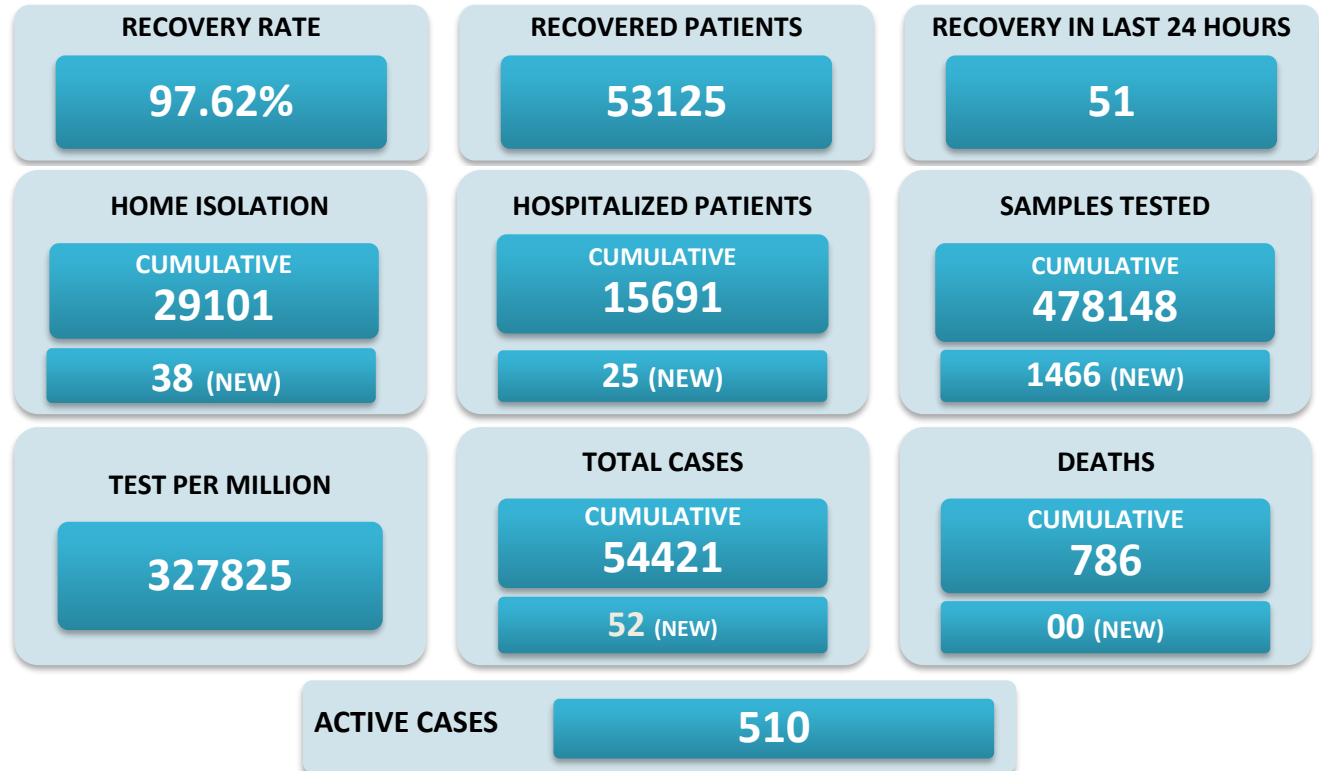 RECOVERY RATE
97.62%
RECOVERED PATIENTS
53125
RECOVERY IN LAST 24 HOURS
51
HOME ISOLATION
CUMULATIVE
29101
38 (NEW)
HOSPITALIZED PATIENTS
CUMULATIVE
15691
25 (NEW)
SAMPLES TESTED
CUMULATIVE
478148
1466 (NEW)
TEST PER MILLION
327825
TOTAL CASES
CUMULATIVE
54421
52 (NEW)
DEATHS
CUMULATIVE
786
00 (NEW)
ACTIVE CASES
510